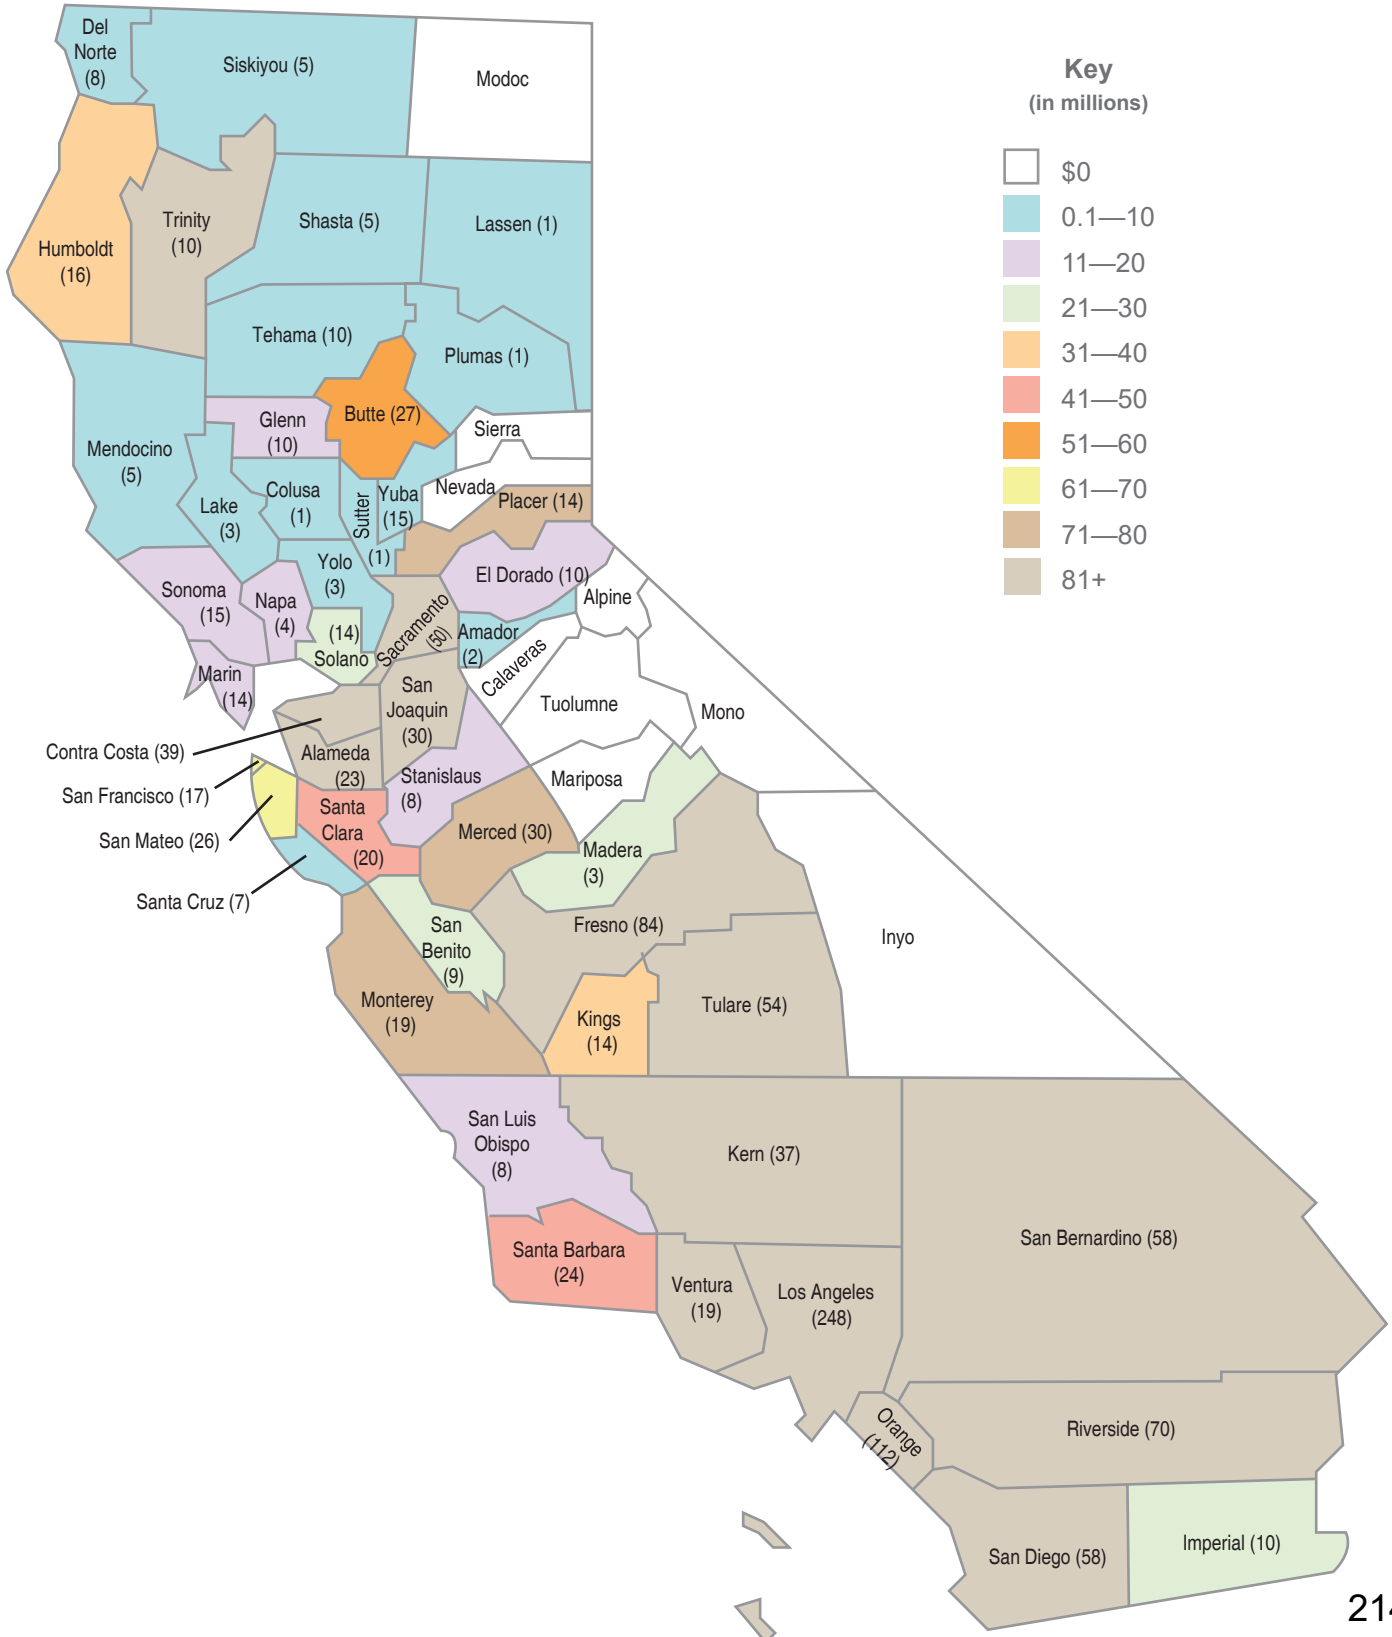 Del
Norte
(8)
Siskiyou (5)
Modoc
Key
(in millions)
$0
0.1—10
11—20
21—30
31—40
41—50
51—60
61—70
71—80
81+
Humboldt
(16)
Trinity
(10)
Shasta (5)
Lassen (1)
Tehama (10)
Plumas (1)
Mendocino
(5)
Glenn
(10)
Butte (27)
Sierra
Lake
(3)
Colusa
(1)
Sutter
(1)
Yuba
(15)
Nevada
Placer (14)
Sonoma
(15)
Napa
(4)
Yolo
(3)
El Dorado (10)
Alpine
(14)
Solano
Sacramento
(50)
Amador
(2)
Calaveras
Marin
(14)
San
Joaquin
(30)
Tuolumne
Mono
Contra Costa (39)
Alameda
(23)
Stanislaus
(8)
Mariposa
San Francisco (17)
San Mateo (26)
Santa
Clara
(20)
Merced (30)
Madera
(3)
Santa Cruz (7)
San
Benito
(9)
Fresno (84)
Inyo
Monterey
(19)
Kings
(14)
Tulare (54)
San Luis
Obispo
(8)
Kern (37)
San Bernardino (58)
Santa Barbara
(24)
Ventura
(19)
Los Angeles
(248)
Orange
(112)
Riverside (70)
San Diego (58)
Imperial (10)
214